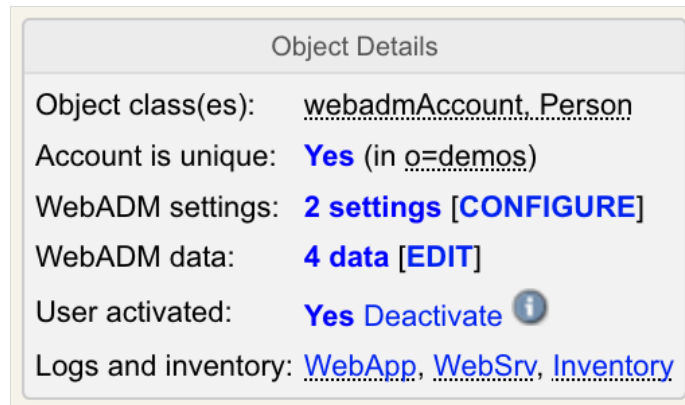 Object Details
Object class(es): webadmAccount, Person
Account is unique: Yes (in o=demos)
WebADM settings: 2 settings [CONFIGURE]
WebADM data: 4 data [EDIT]
User activated: Yes Deactivate i
Logs and inventory: WebApp, WebSrv, Inventory